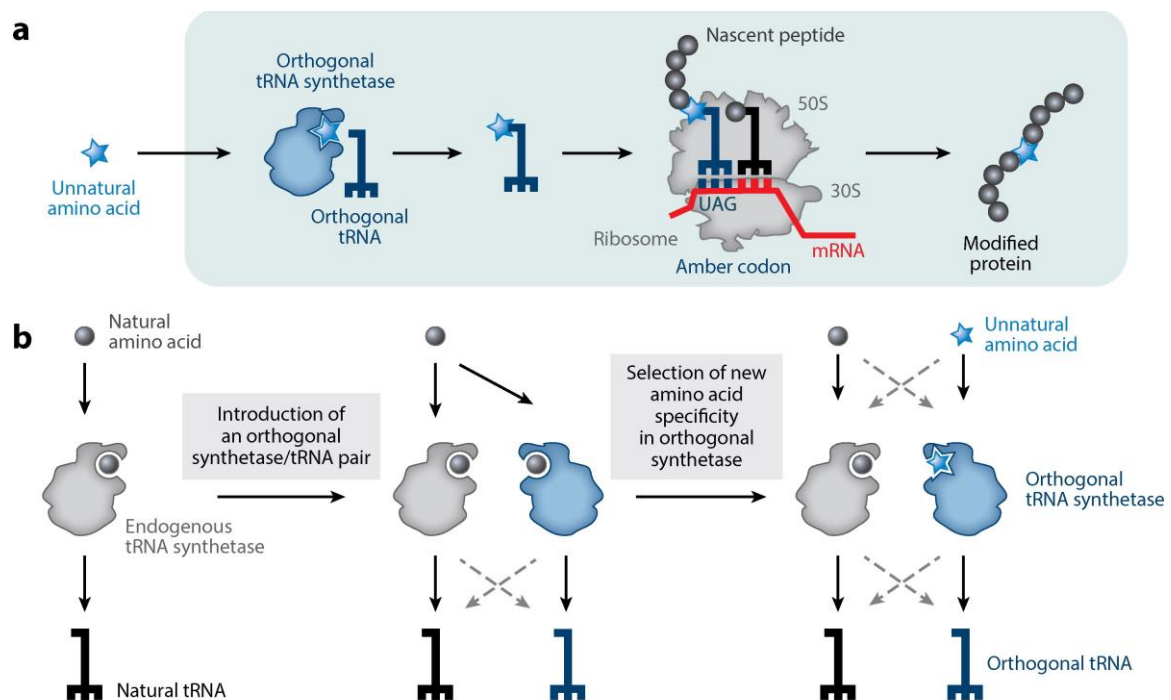 a
Orthogonal
tRNA synthetase
Unnatural
amino acid
Orthogonal
tRNA
Nascent peptide
50S
UAG
30S
Ribosome
mRNA
Amber codon
Modified
protein
b
Natural
amino acid
Introduction of
an orthogonal
synthetase/tRNA pair
Endogenous
tRNA synthetase
Natural tRNA
Selection of new
amino acid
specificity
in orthogonal
synthetase
Unnatural
amino acid
Orthogonal
tRNA synthetase
Orthogonal tRNA